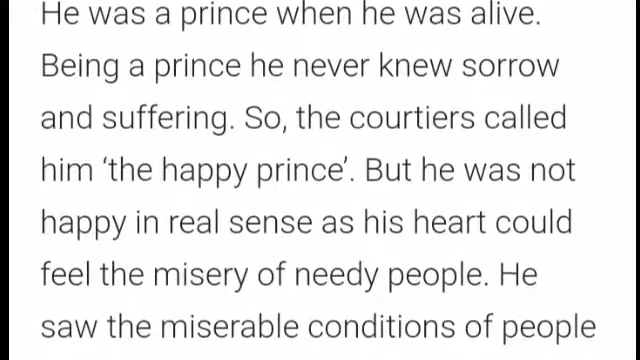 He was a prince when he was alive.
Being a prince he never knew sorrow
and suffering. So, the courtiers called
him ‘the happy prince’. But he was not
happy in real sense as his heart could
feel the misery of needy people. He
saw the miserable conditions of people